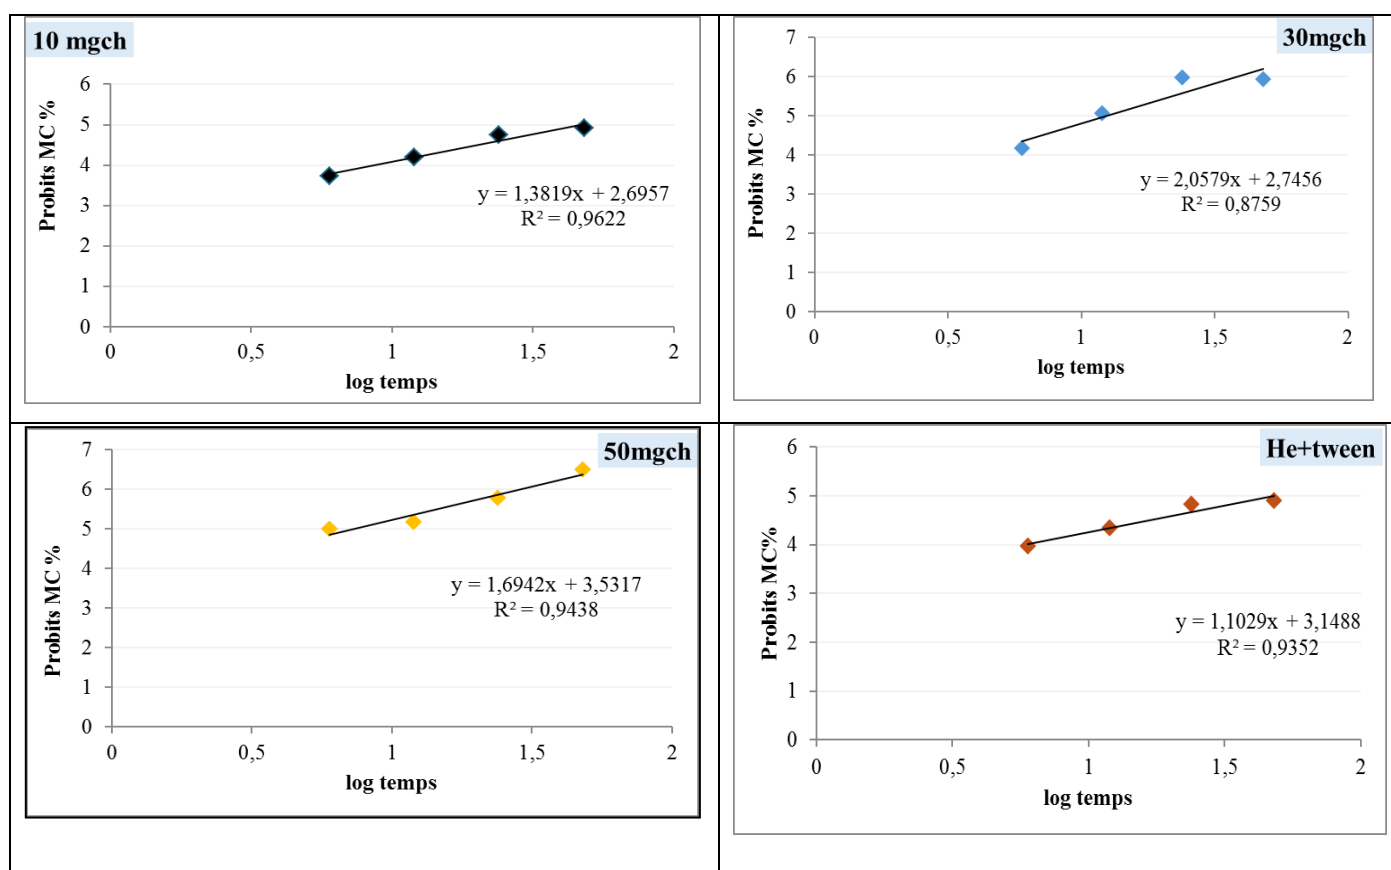 10 mgch
6
5
4
3
2
1
0
Probits MC %
y = 1,3819x + 2,6957
R² = 0,9622
0 0,5 1 1,5 2
log temps
30mgch
7
6
5
4
3
2
1
0
Probits MC %
y = 2,0579x + 2,7456
R² = 0,8759
0 0,5 1 1,5 2
log temps
50mgch
7
6
5
4
3
2
1
0
Probits MC %
y = 1,6942x + 3,5317
R² = 0,9438
0 0,5 1 1,5 2
log temps
He+tween
6
5
4
3
2
1
0
Probits MC%
y = 1,1029x + 3,1488
R² = 0,9352
0 0,5 1 1,5 2
log temps